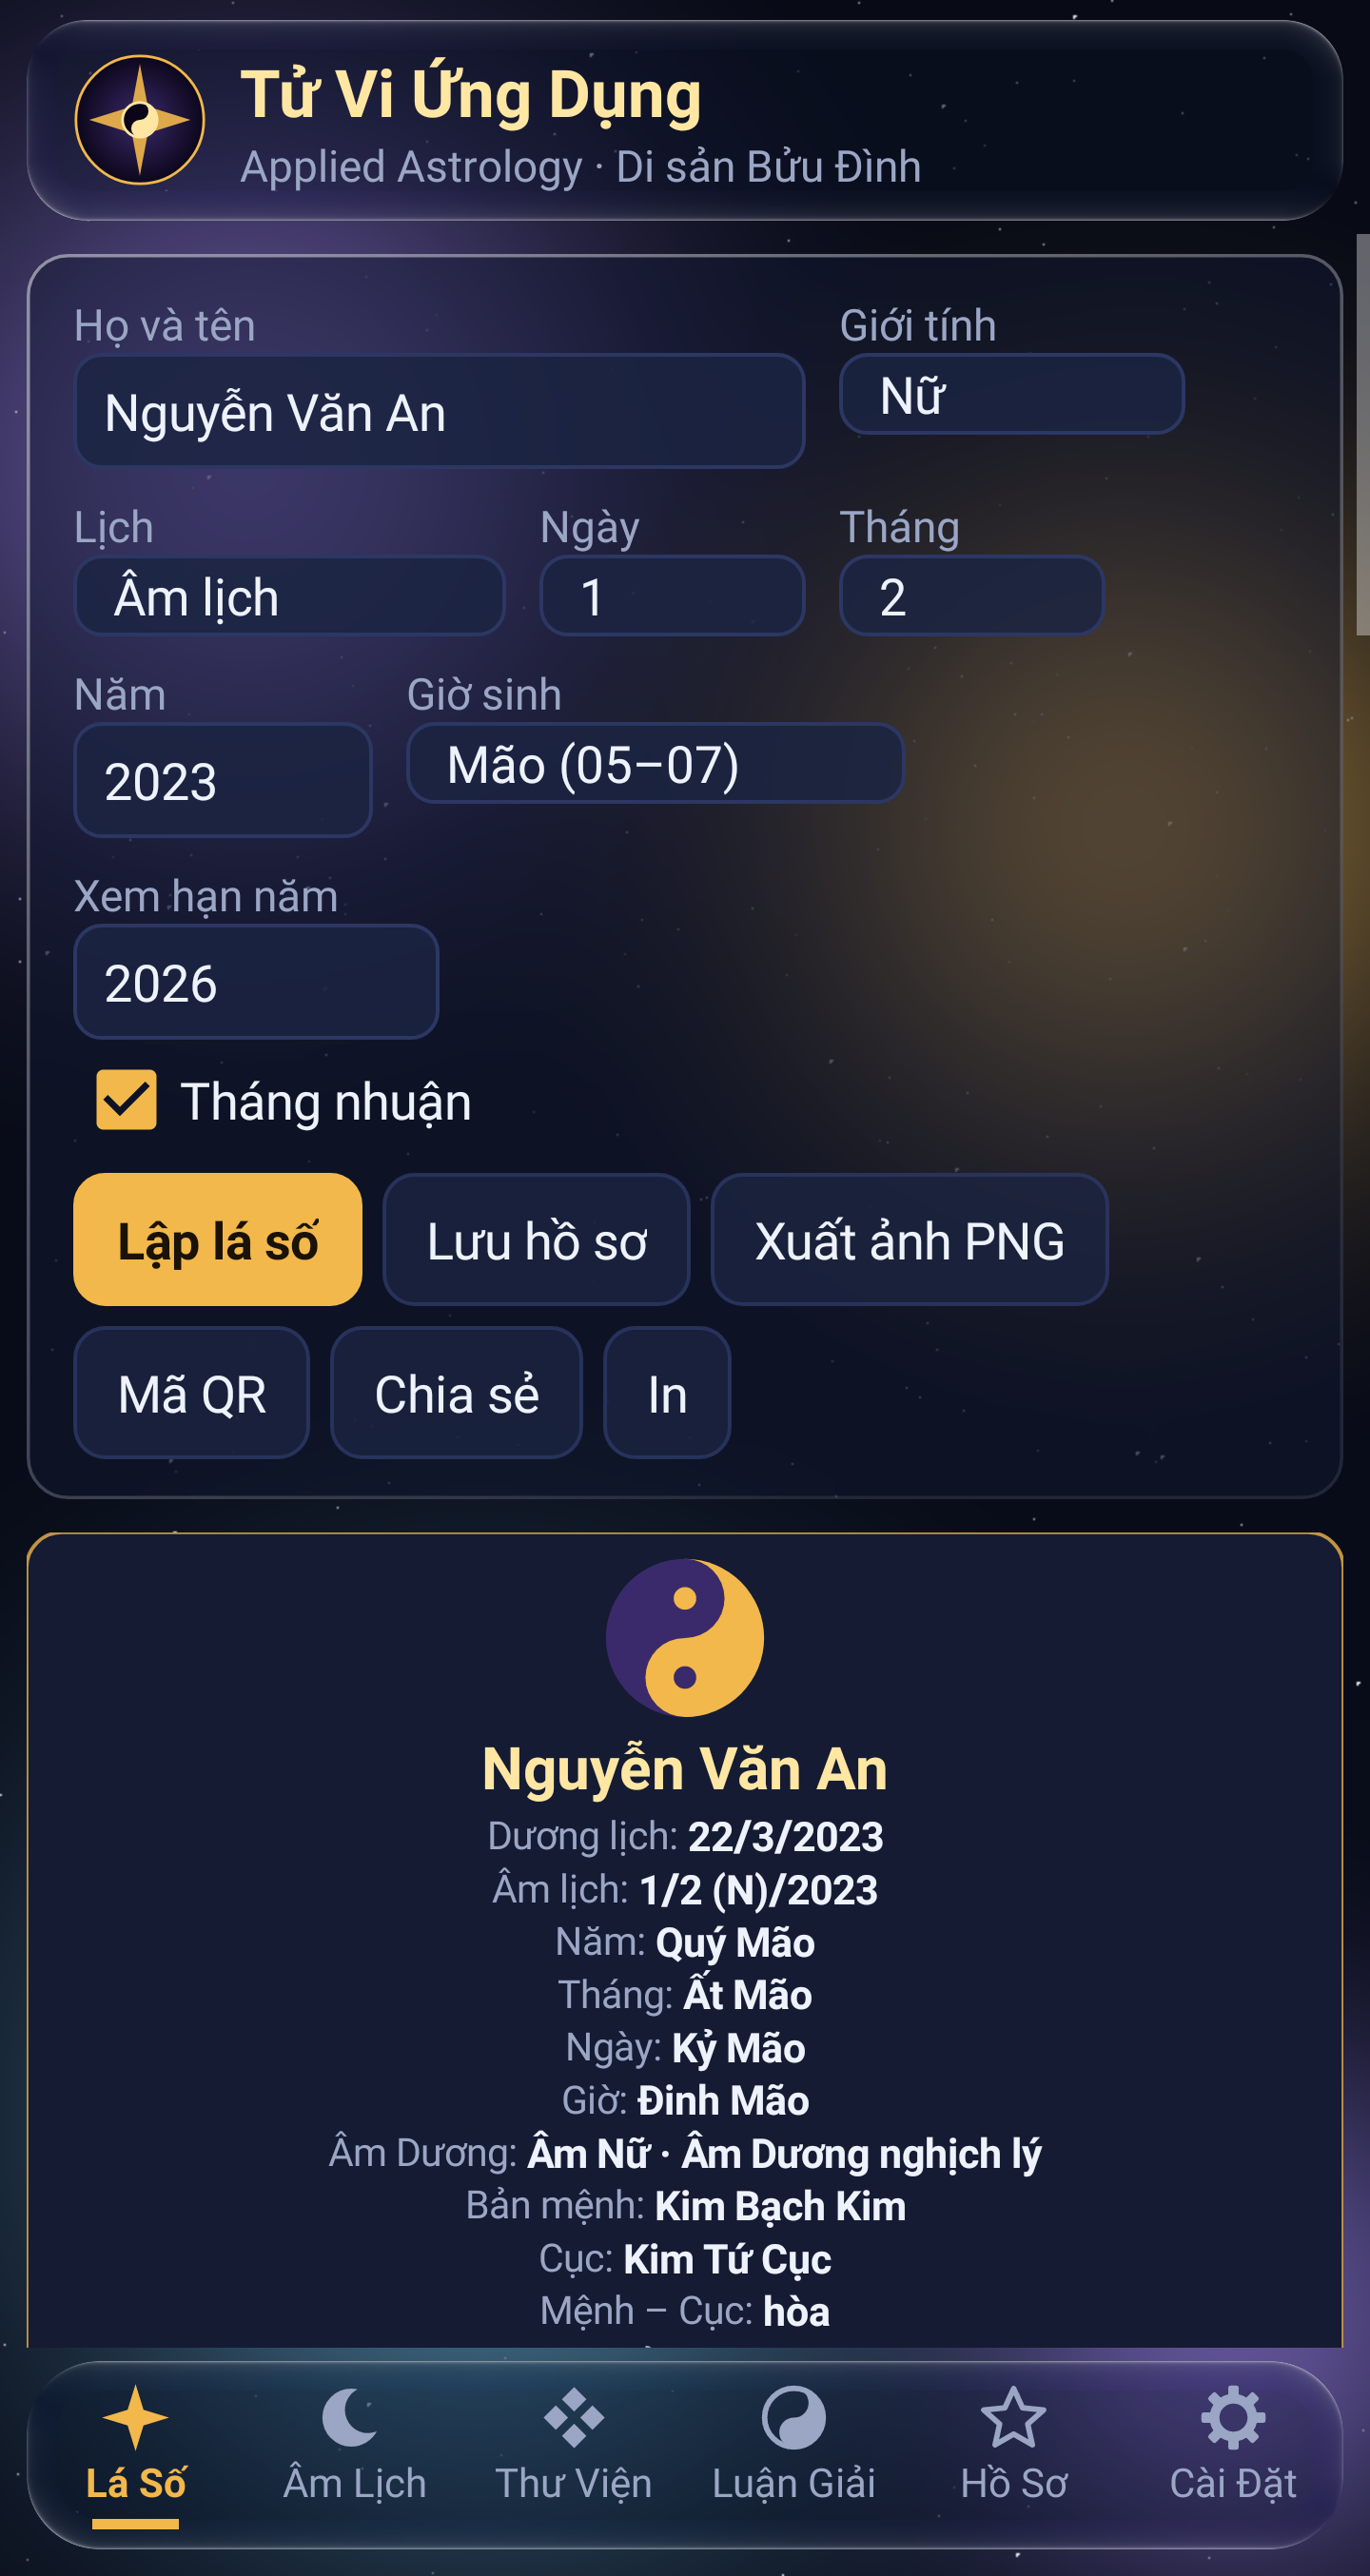 Tử Vi Ứng Dụng
Applied Astrology · Di sản Bửu Đình
Họ và tên
Giới tính
Nguyễn Văn An
Nữ
Lịch
Ngày
Tháng
Âm lịch
1
2
Năm
Giờ sinh
2023
Mão (05–07)
Xem hạn năm
2026
Tháng nhuận
Lập lá số
Lưu hồ sơ
Xuất ảnh PNG
Mã QR
Chia sẻ
In
Nguyễn Văn An
Dương lịch: 22/3/2023
Âm lịch: 1/2 (N)/2023
Năm: Quý Mão
Tháng: Ất Mão
Ngày: Kỷ Mão
Giờ: Đinh Mão
Âm Dương: Âm Nữ · Âm Dương nghịch lý
Bản mệnh: Kim Bạch Kim
Cục: Kim Tứ Cục
Mệnh – Cục: hòa
Lá Số
Âm Lịch
Thư Viện
Luận Giải
Hồ Sơ
Cài Đặt